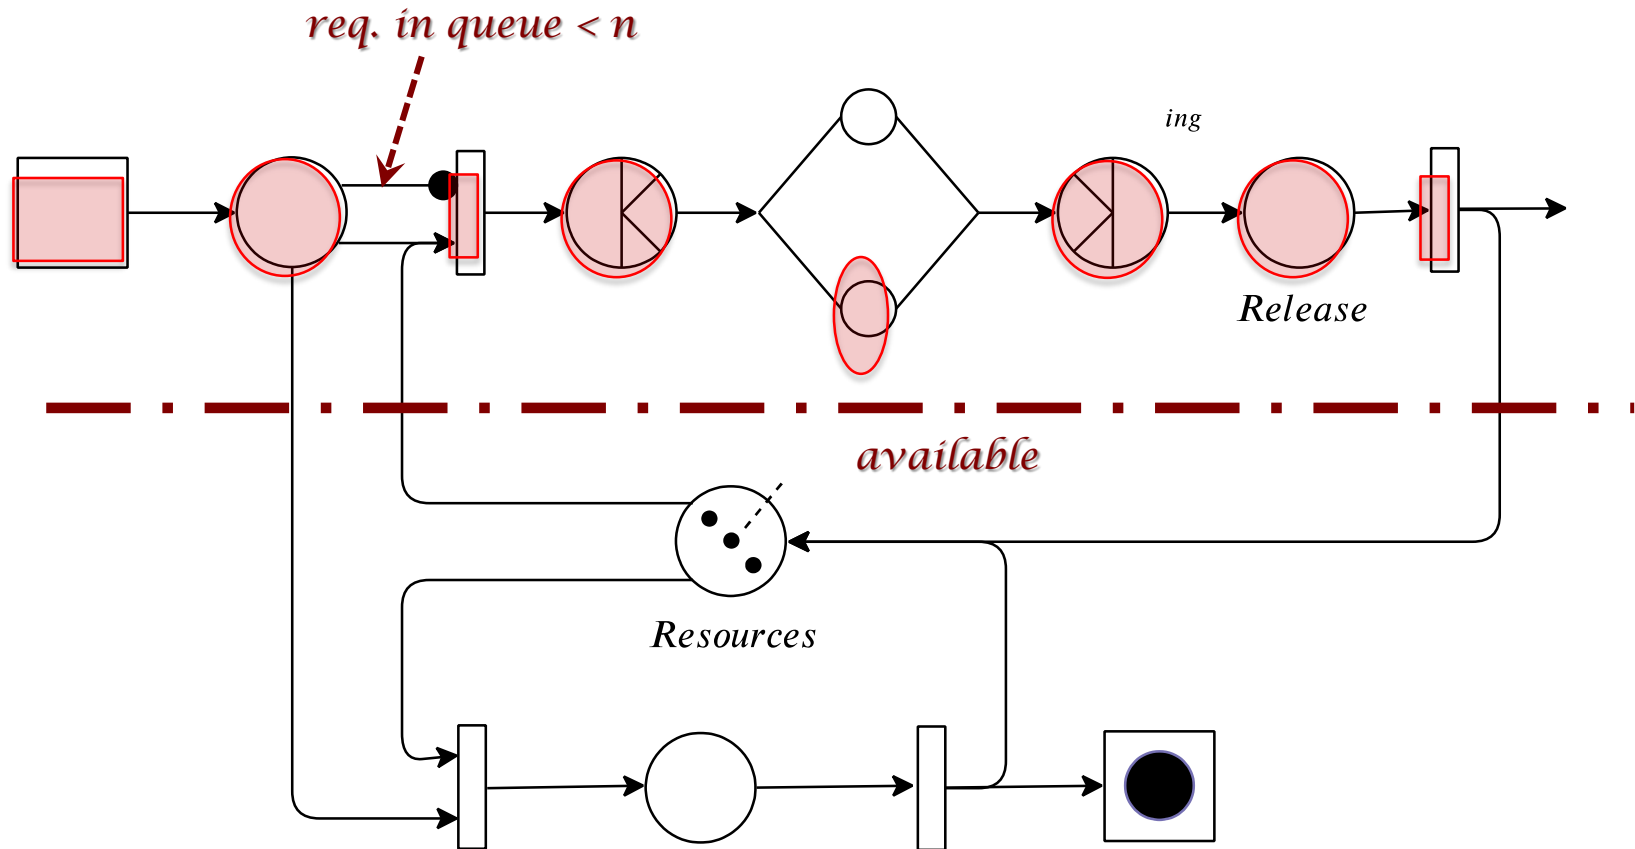 req. in queue < n
ing
Release
available
Resources